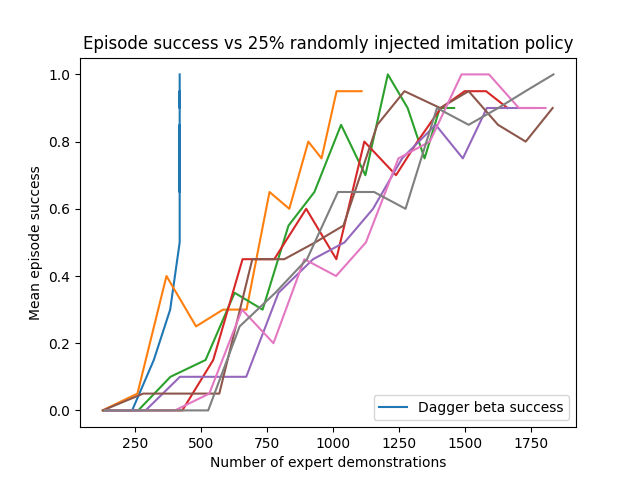 Episode success vs 25% randomly injected imitation policy
1.0
0.8
0.6
0.4
0.2
0.0
Mean episode success
Dagger beta success
250 500 750 1000 1250 1500 1750
Number of expert demonstrations